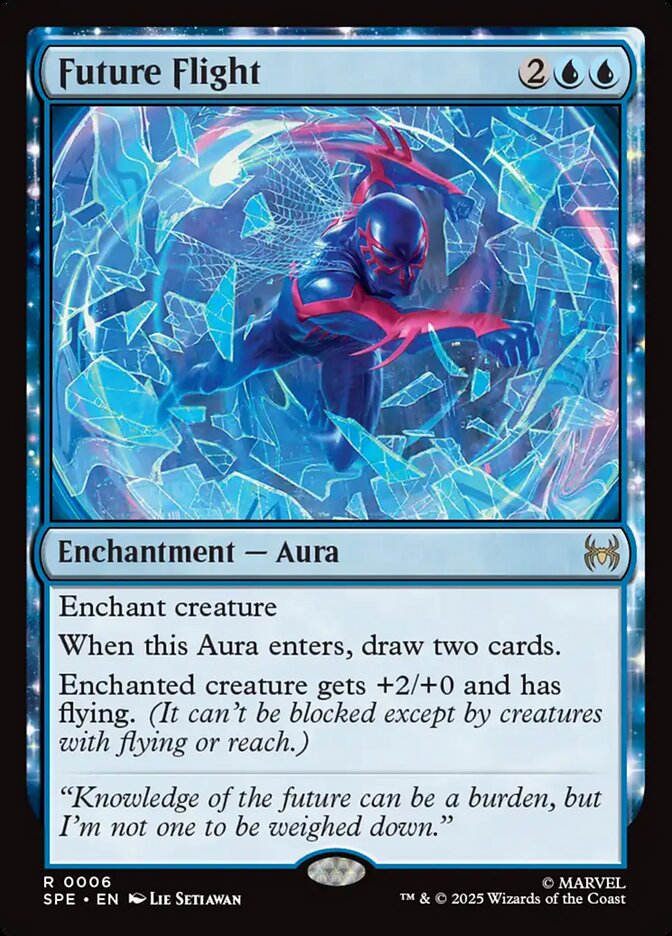 Future Flight 2
Enchantment — Aura
Enchant creature
When this Aura enters, draw two cards.
Enchanted creature gets +2/+0 and has
flying. (It can't be blocked except by creatures
with flying or reach.)
“Knowledge of the future can be a burden, but
I'm not one to be weighed down.”
R 0006
SPE • EN Lie Setiawan
© MARVEL
™ & © 2025 Wizards of the Coast